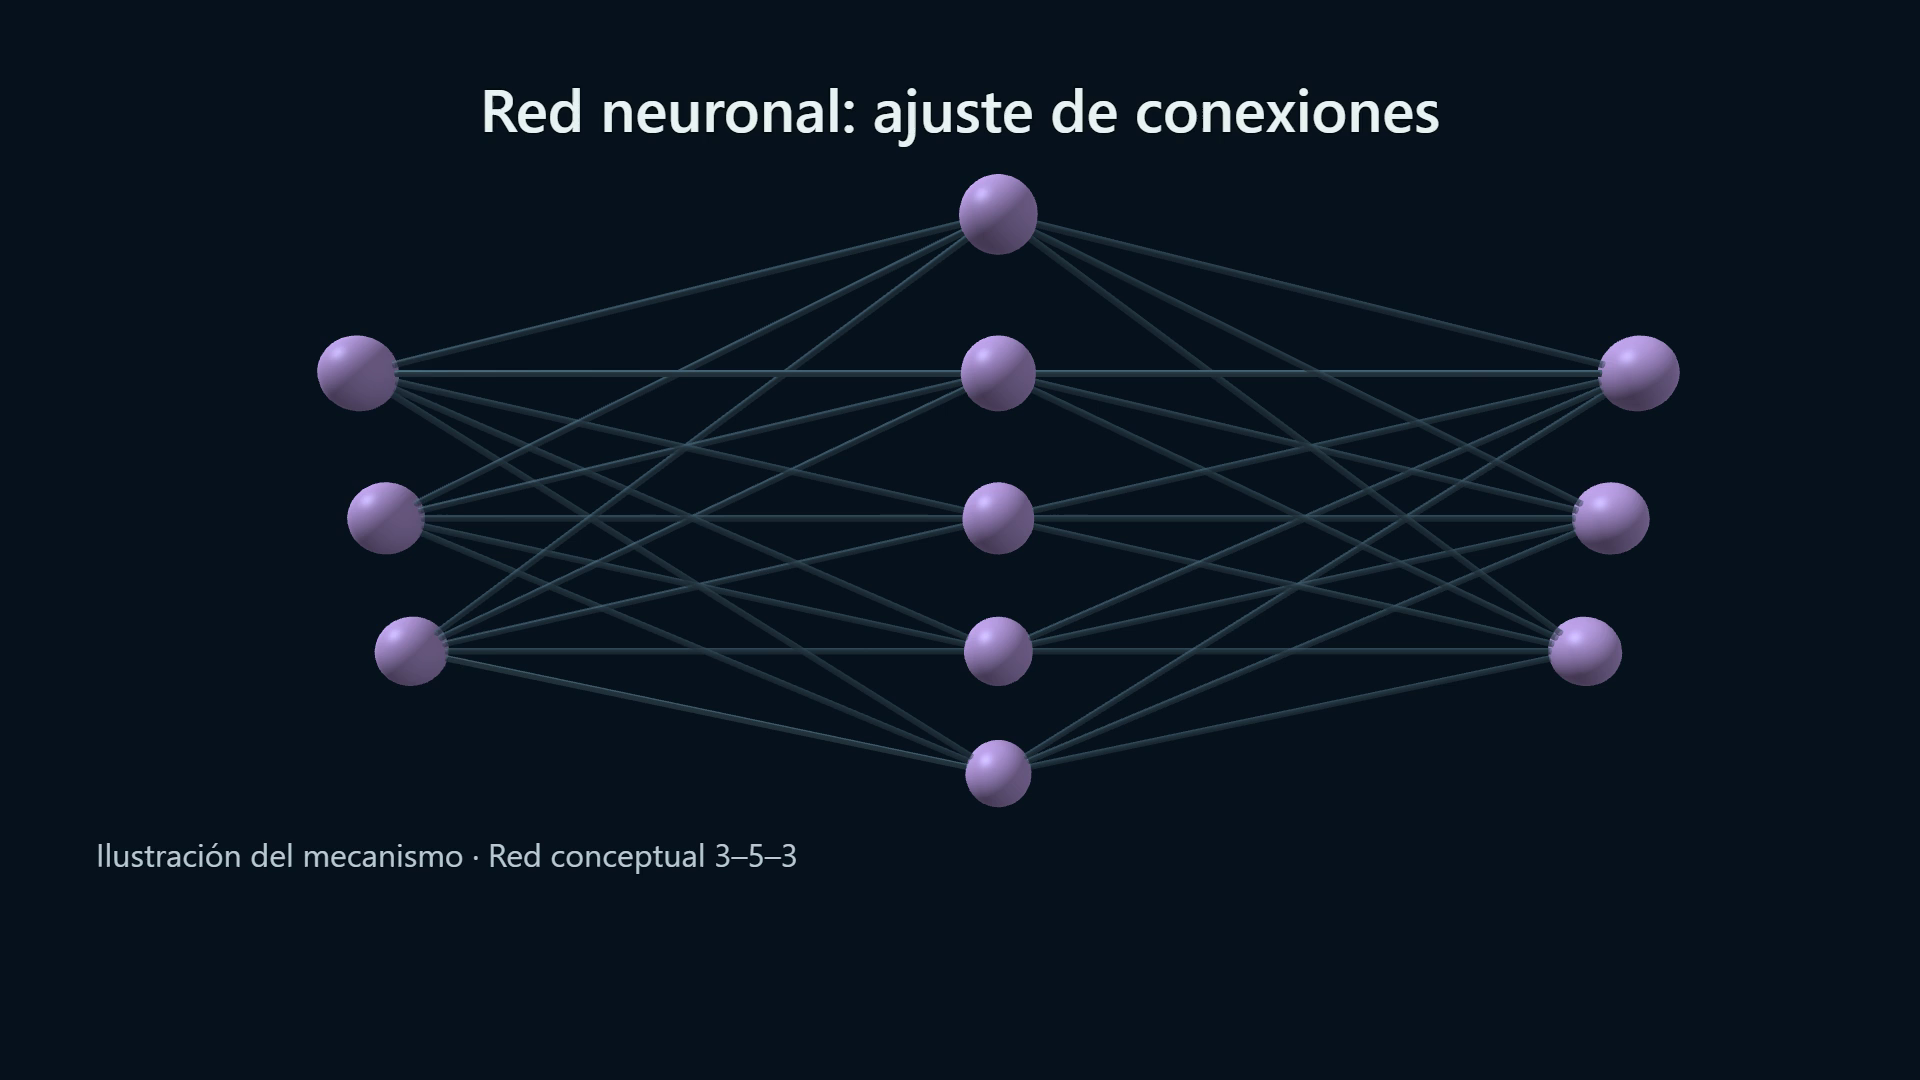 Red neuronal: ajuste de conexiones
Ilustración del mecanismo · Red conceptual 3–5–3